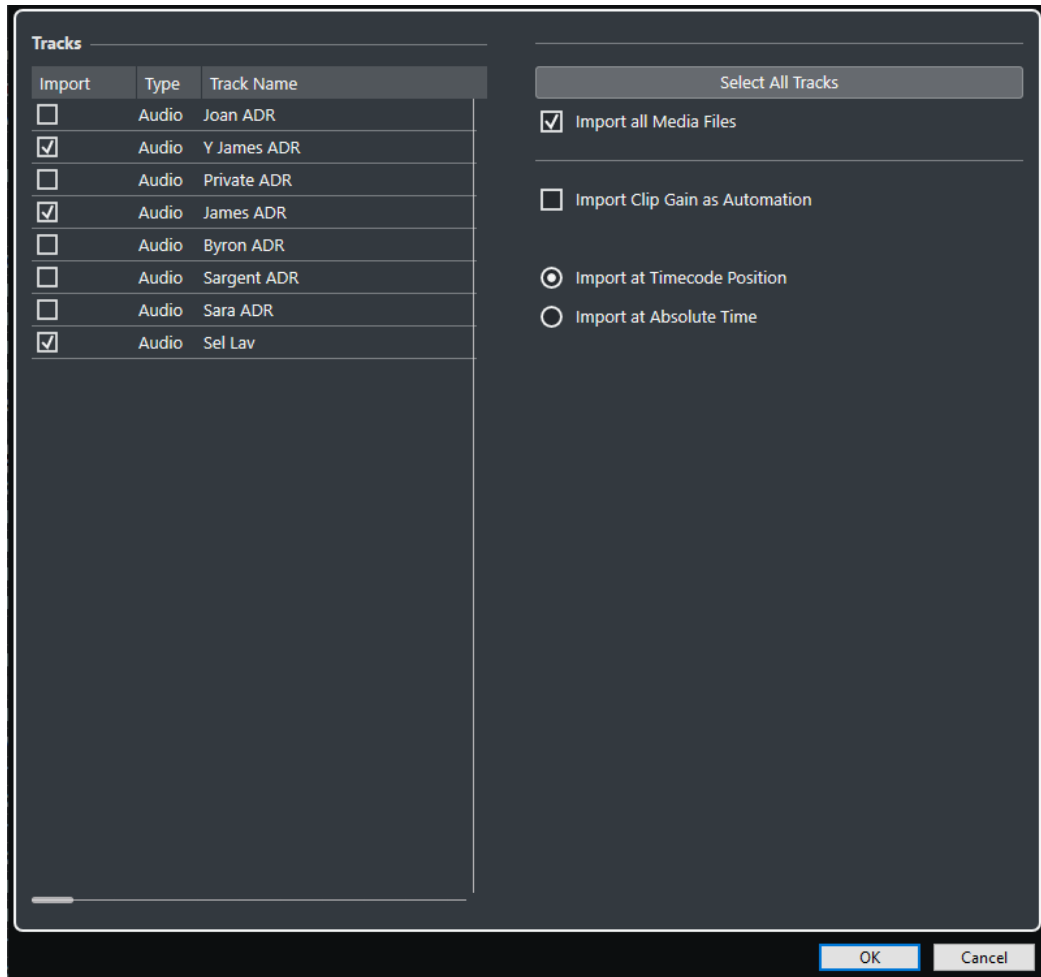 Tracks
Import Type Track Name
Audio Joan ADR
Audio Y James ADR
Audio Private ADR
Audio James ADR
Audio Byron ADR
Audio Sargent ADR
Audio Sara ADR
Audio Sel Lav
Select All Tracks
Import all Media Files
Import Clip Gain as Automation
Import at Timecode Position
Import at Absolute Time
OK Cancel